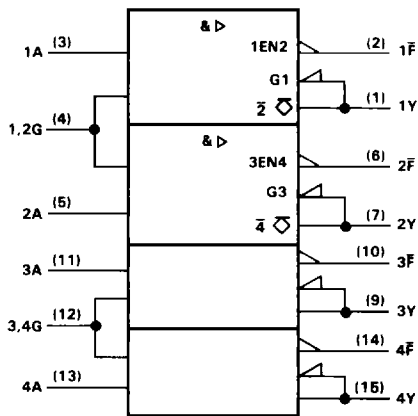 & ▷
1A (3) 1EN2 (2) 1F̅
G1
1,2G (4) 2̅ ◇̅ (1) 1Y
& ▷
3EN4 (6) 2F̅
G3
2A (5) 4̅ ◇̅ (7) 2Y
3A (11) (10) 3F̅
(9) 3Y
3,4G (12) (14) 4F̅
4A (13) (15) 4Y